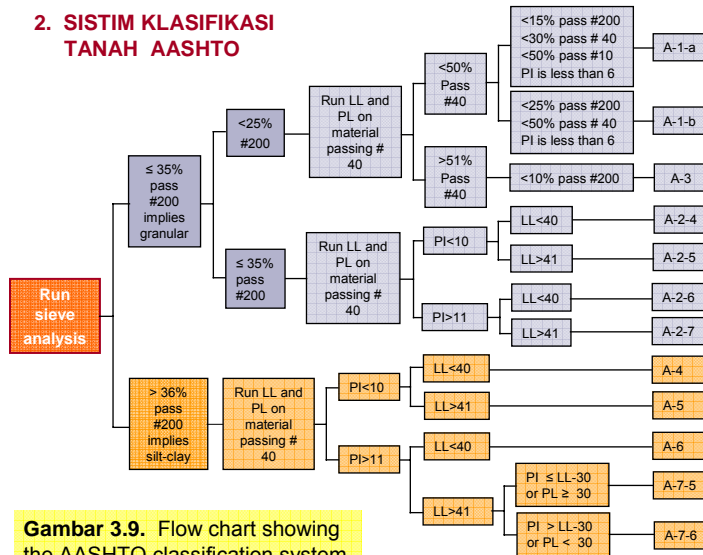 2. SISTIM KLASIFIKASI
TANAH AASHTO
Run
sieve
analysis
≤ 35%
pass
#200
implies
granular
<25%
#200
Run LL and
PL on
material
passing #
40
<50%
Pass
#40
<15% pass #200
<30% pass # 40
<50% pass #10
PI is less than 6
A-1-a
<25% pass #200
<50% pass # 40
PI is less than 6
A-1-b
>51%
Pass
#40
<10% pass #200
A-3
≤ 35%
pass
#200
Run LL and
PL on
material
passing #
40
PI<10
LL<40
A-2-4
LL>41
A-2-5
PI>11
LL<40
A-2-6
LL>41
A-2-7
> 36%
pass
#200
implies
silt-clay
Run LL and
PL on
material
passing #
40
PI<10
LL<40
A-4
LL>41
A-5
PI>11
LL<40
A-6
LL>41
PI ≤ LL-30
or PL ≥ 30
A-7-5
PI > LL-30
or PL < 30
A-7-6
Gambar 3.9. Flow chart showing
the AASHTO classification system